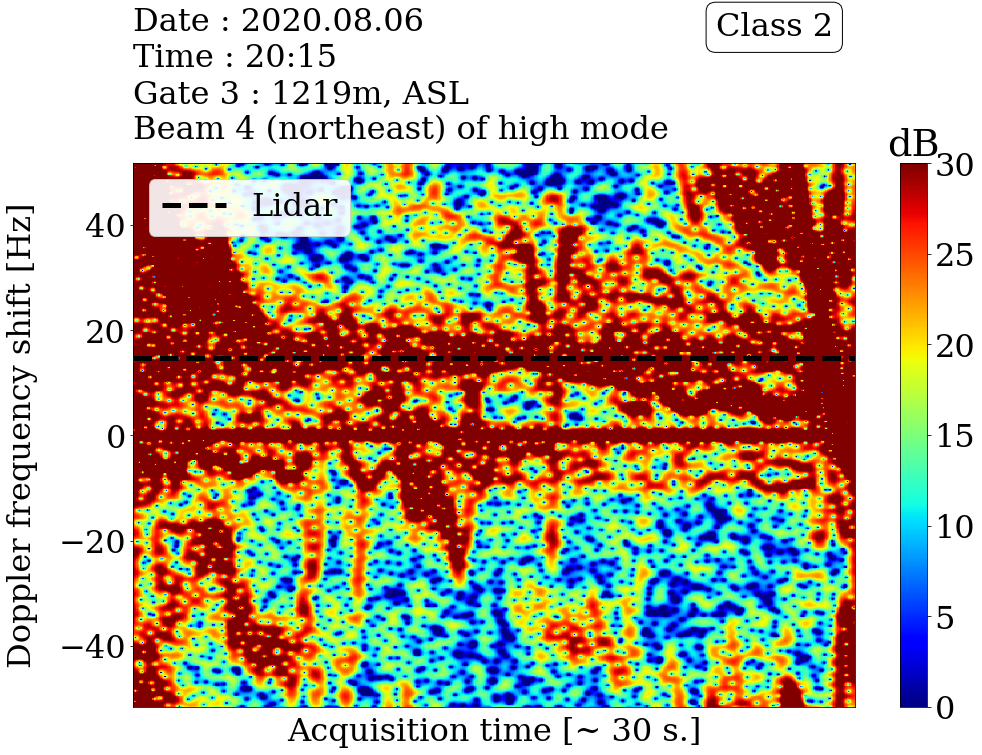 Date : 2020.08.06
Time : 20:15
Gate 3 : 1219m, ASL
Beam 4 (northeast) of high mode
Class 2
dB
Lidar
Doppler frequency shift [Hz]
40
20
0
−20
−40
Acquisition time [~ 30 s.]
30
25
20
15
10
5
0